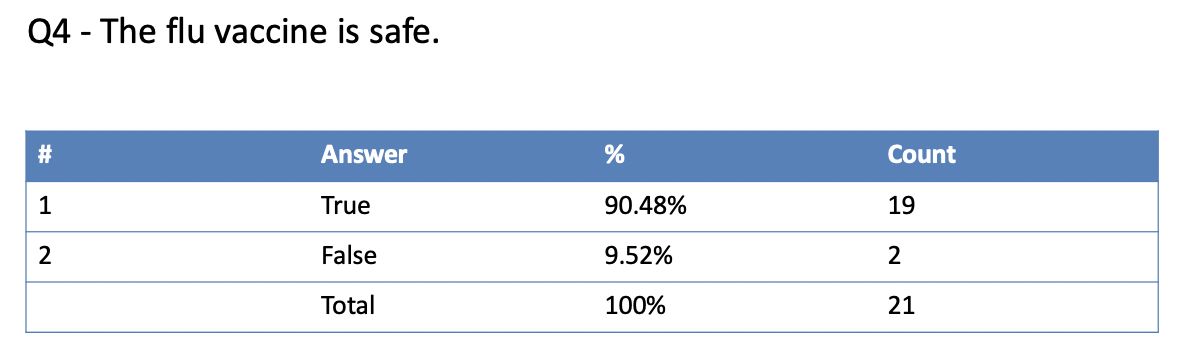 Q4 - The flu vaccine is safe.
# Answer % Count
1 True 90.48% 19
2 False 9.52% 2
Total 100% 21